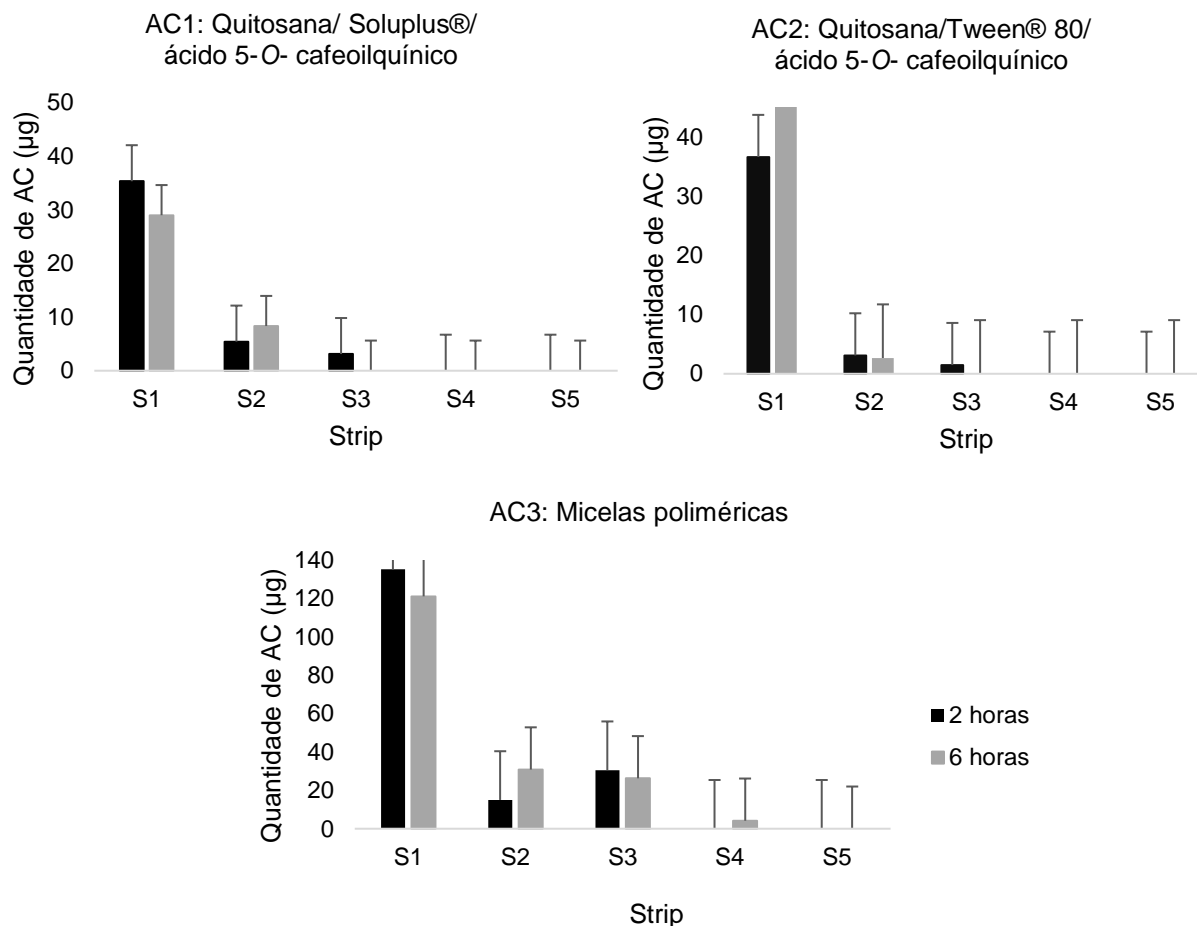 AC1: Quitosana/ Soluplus®/
ácido 5-O- cafeoilquínico
Quantidade de AC (µg)
50
40
30
20
10
0
S1 S2 S3 S4 S5
Strip
AC2: Quitosana/Tween® 80/
ácido 5-O- cafeoilquínico
Quantidade de AC (µg)
40
30
20
10
0
S1 S2 S3 S4 S5
Strip
AC3: Micelas poliméricas
Quantidade de AC (µg)
140
120
100
80
60
40
20
0
S1 S2 S3 S4 S5
Strip
2 horas
6 horas